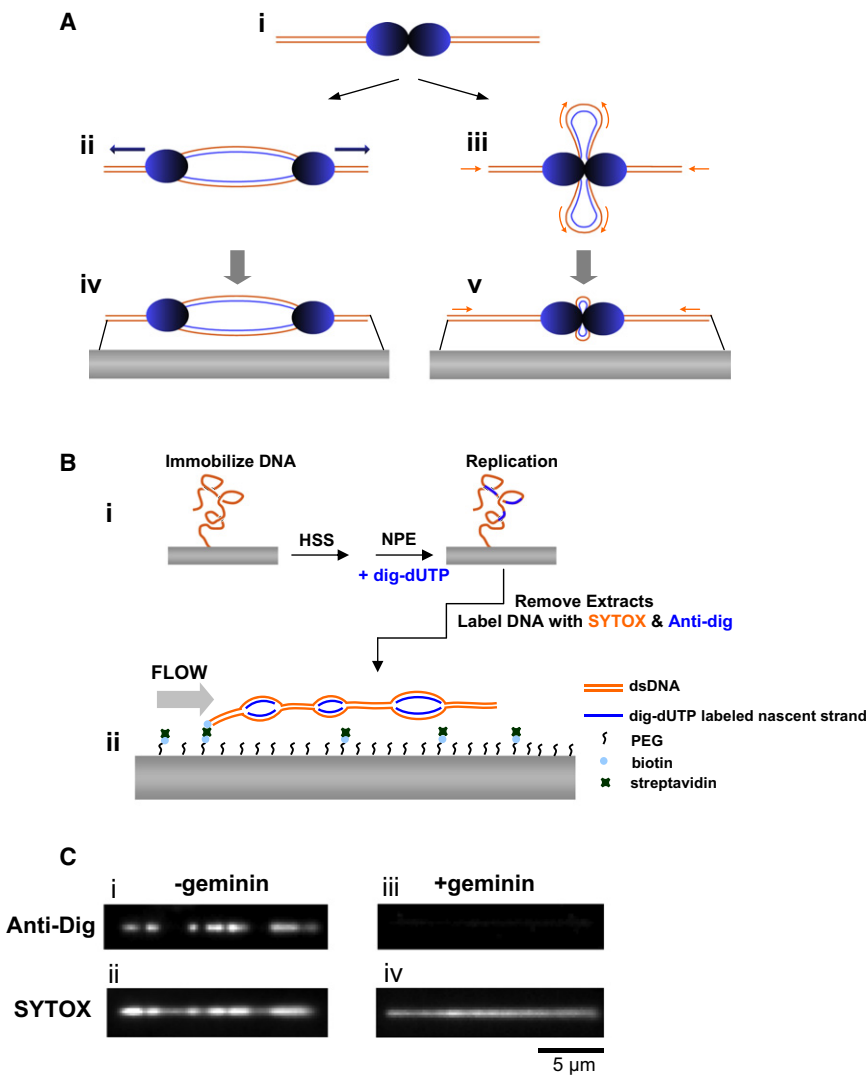 A
i
ii
iii
iv
v
B
Immobilize DNA
Replication
i
HSS
NPE
+ dig-dUTP
Remove Extracts
Label DNA with SYTOX & Anti-dig
FLOW
ii
dsDNA
dig-dUTP labeled nascent strand
PEG
biotin
streptavidin
C
i
-geminin
iii
+geminin
Anti-Dig
ii
iv
SYTOX
5 µm